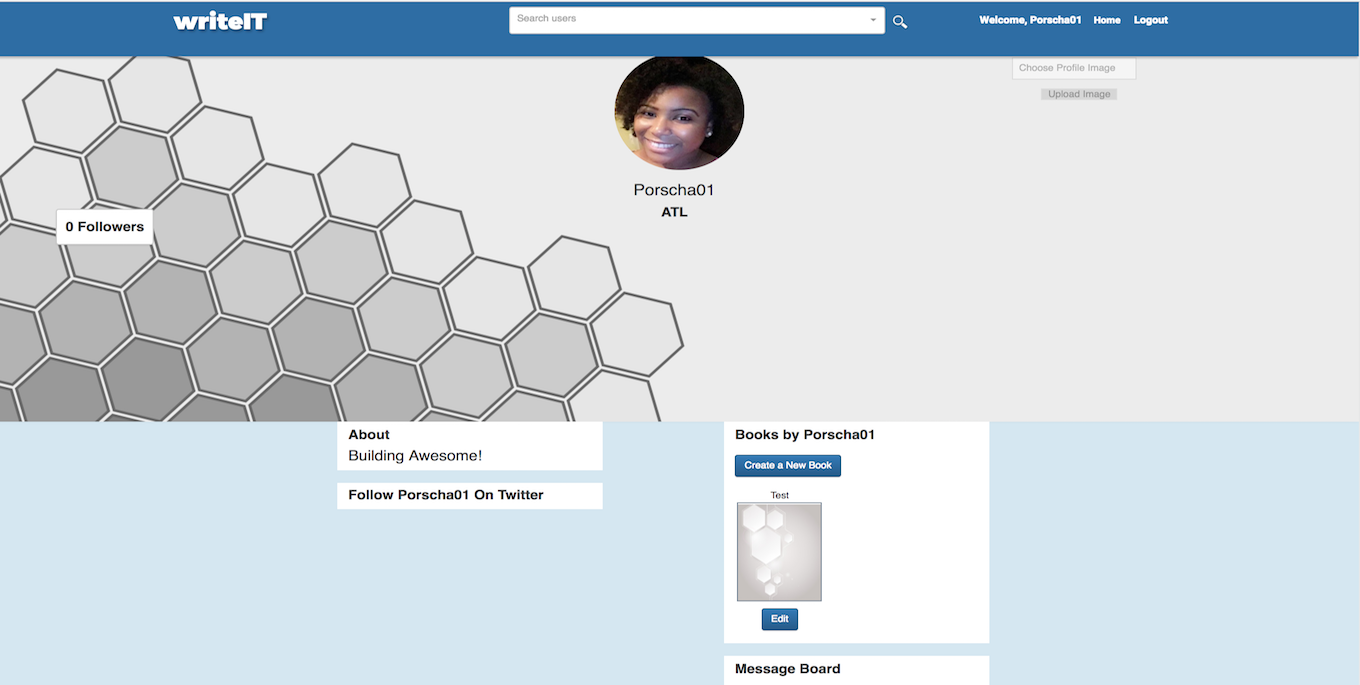 writeIT
Search users
Welcome, Porscha01 Home Logout
Choose Profile Image
Upload Image
Porscha01
ATL
0 Followers
About
Building Awesome!
Follow Porscha01 On Twitter
Books by Porscha01
Create a New Book
Test
Edit
Message Board